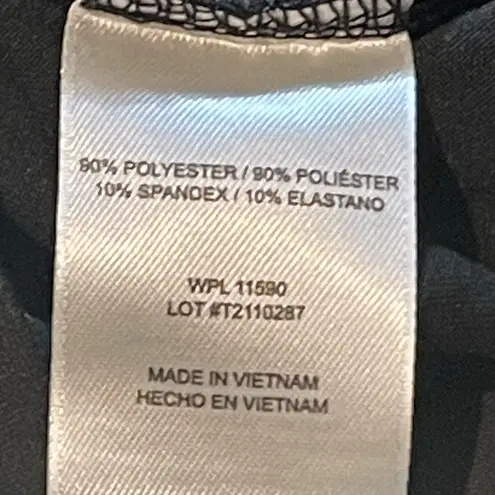 90% POLYESTER / 90% POLIÉSTER
10% SPANDEX / 10% ELASTANO
WPL 11590
LOT #T2110287
MADE IN VIETNAM
HECHO EN VIETNAM